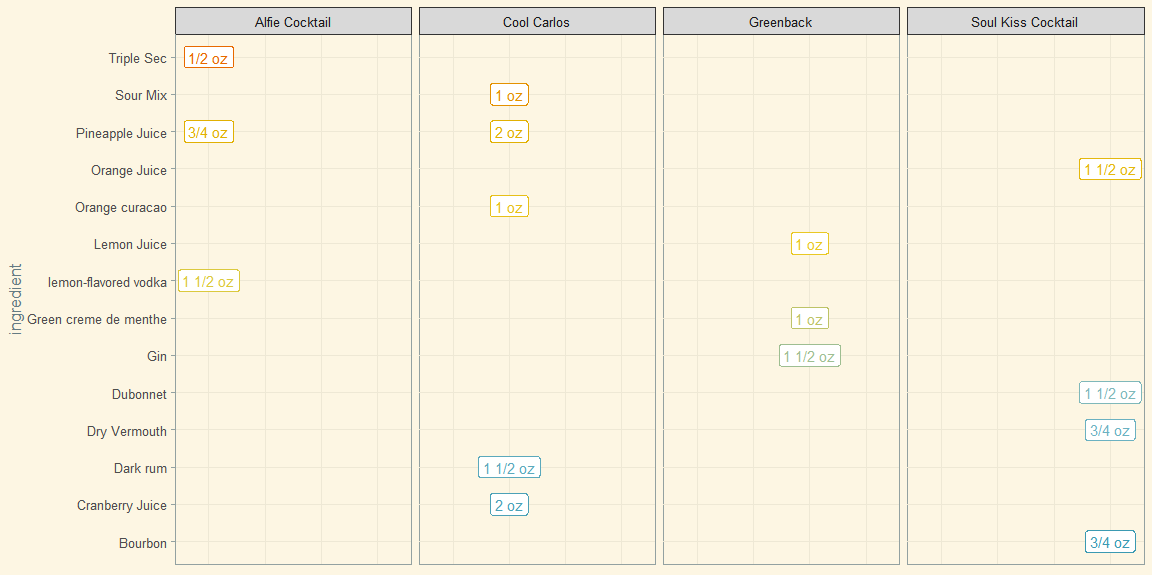 Alfie Cocktail Cool Carlos Greenback Soul Kiss Cocktail
Triple Sec 1/2 oz
Sour Mix 1 oz
Pineapple Juice 3/4 oz 2 oz
Orange Juice 1 1/2 oz
Orange curacao 1 oz
Lemon Juice 1 oz
lemon-flavored vodka 1 1/2 oz
Green creme de menthe 1 oz
Gin 1 1/2 oz
Dubonnet 1 1/2 oz
Dry Vermouth 3/4 oz
Dark rum 1 1/2 oz
Cranberry Juice 2 oz
Bourbon 3/4 oz
ingredient